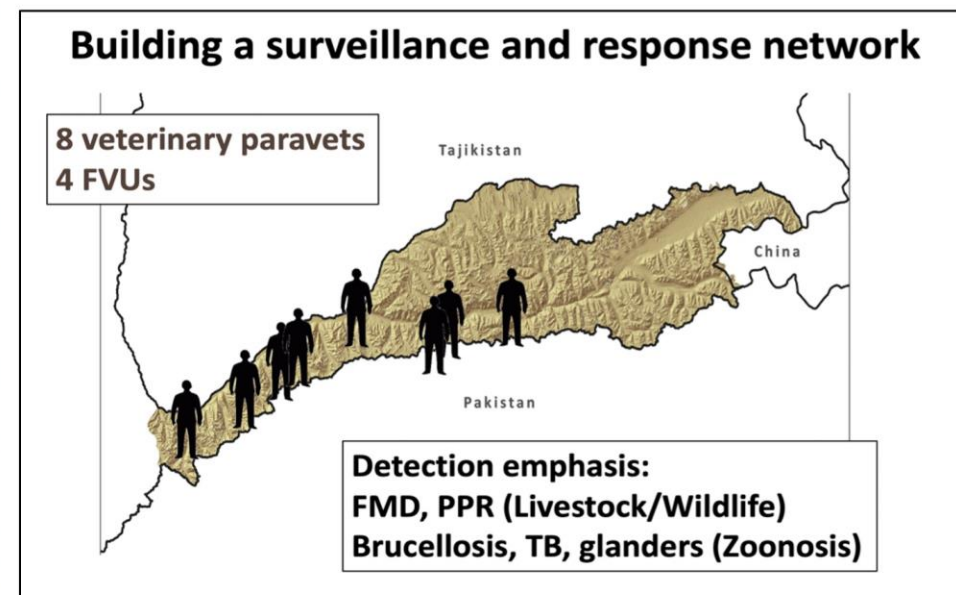 Building a surveillance and response network
8 veterinary paravets
4 FVUs
Tajikistan
China
Pakistan
Detection emphasis:
FMD, PPR (Livestock/Wildlife)
Brucellosis, TB, glanders (Zoonosis)